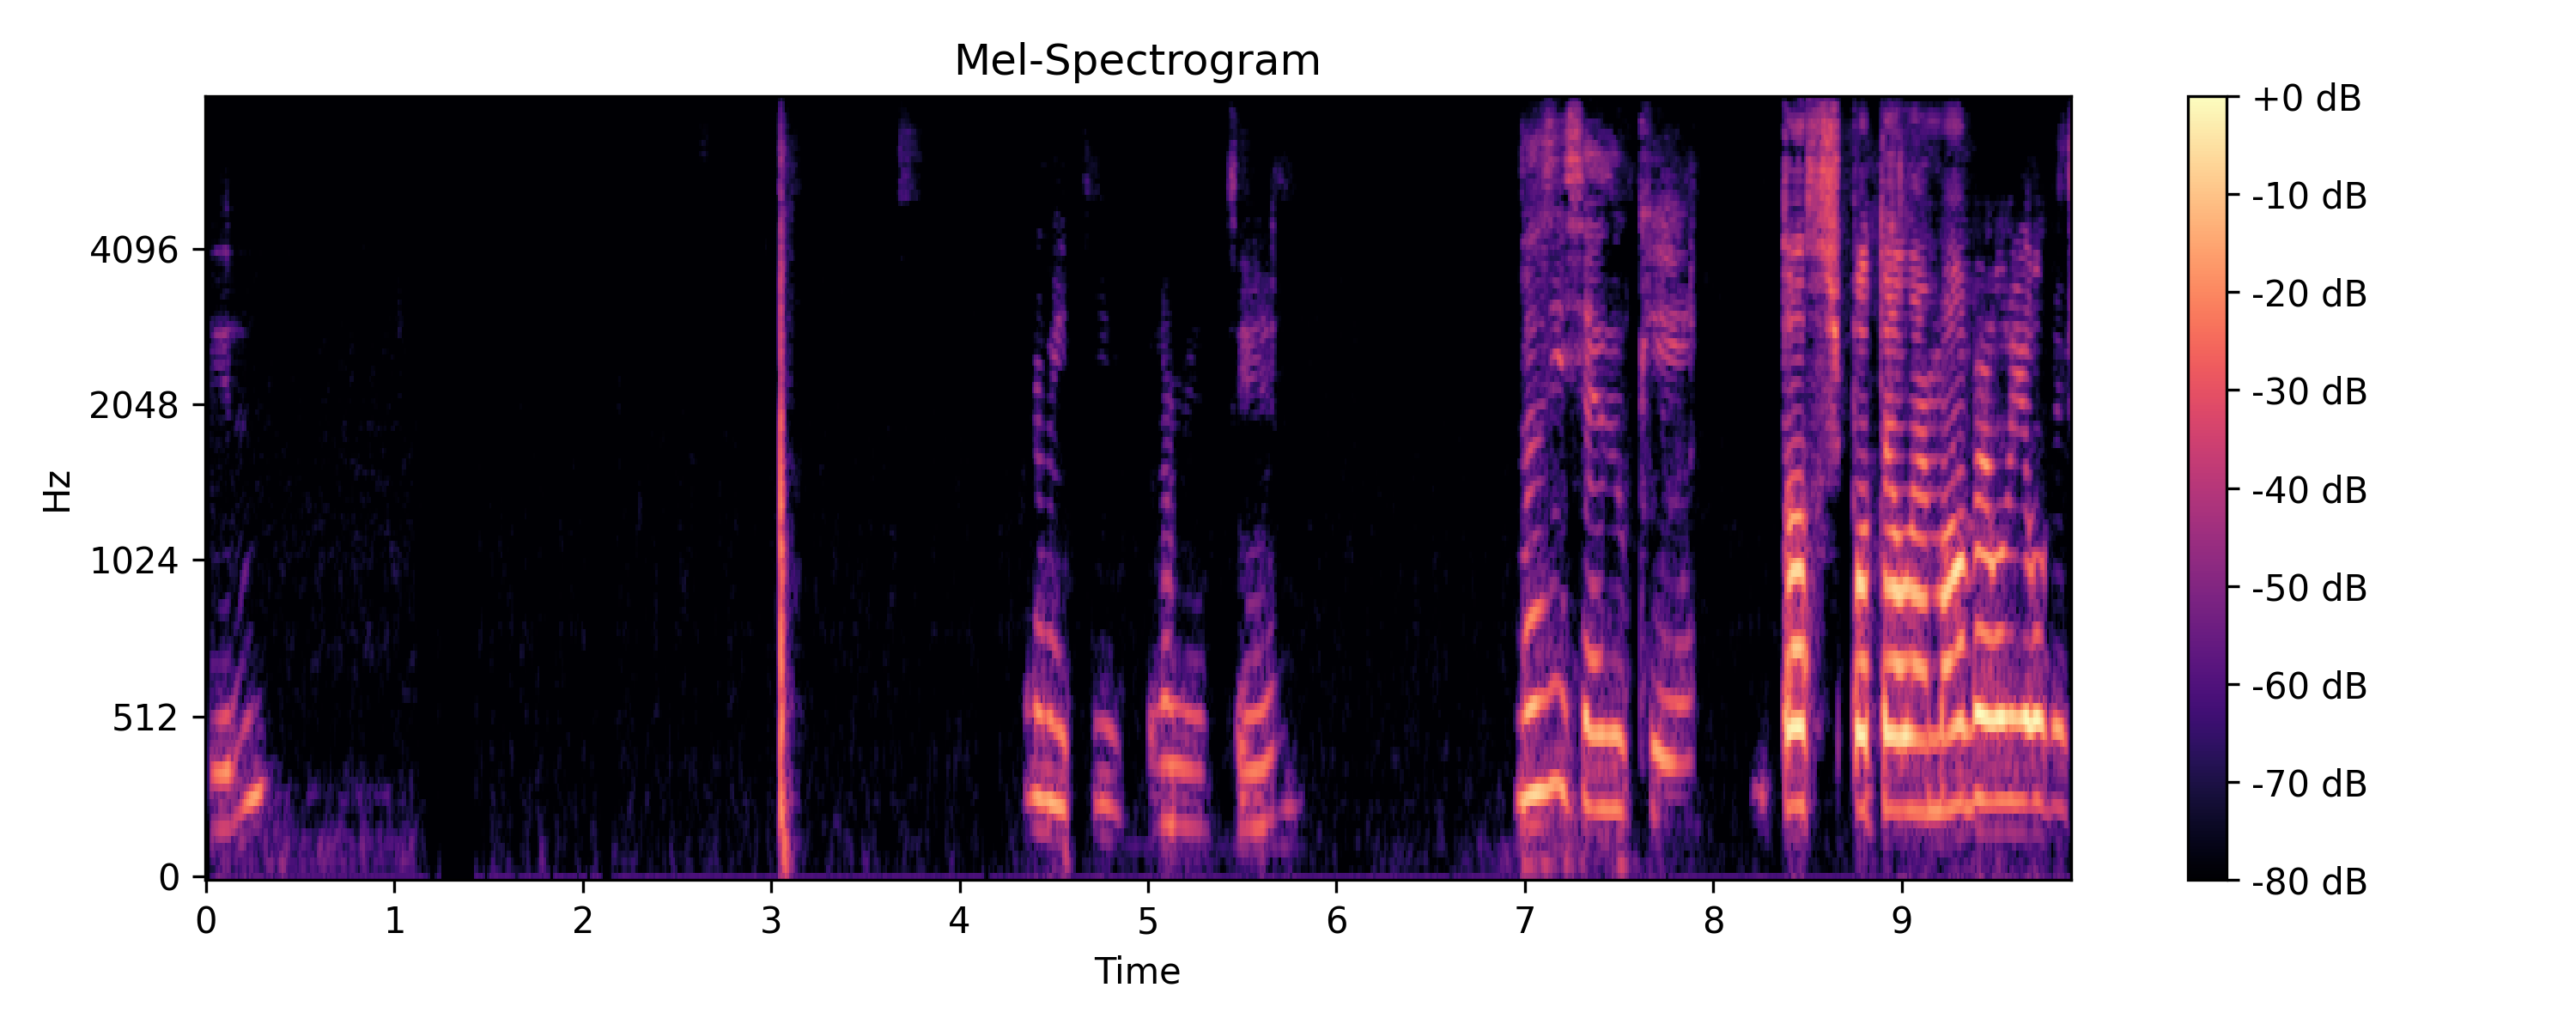 Mel-Spectrogram
+0 dB
-10 dB
-20 dB
-30 dB
-40 dB
-50 dB
-60 dB
-70 dB
-80 dB
Hz
4096
2048
1024
512
0
0 1 2 3 4 5 6 7 8 9
Time